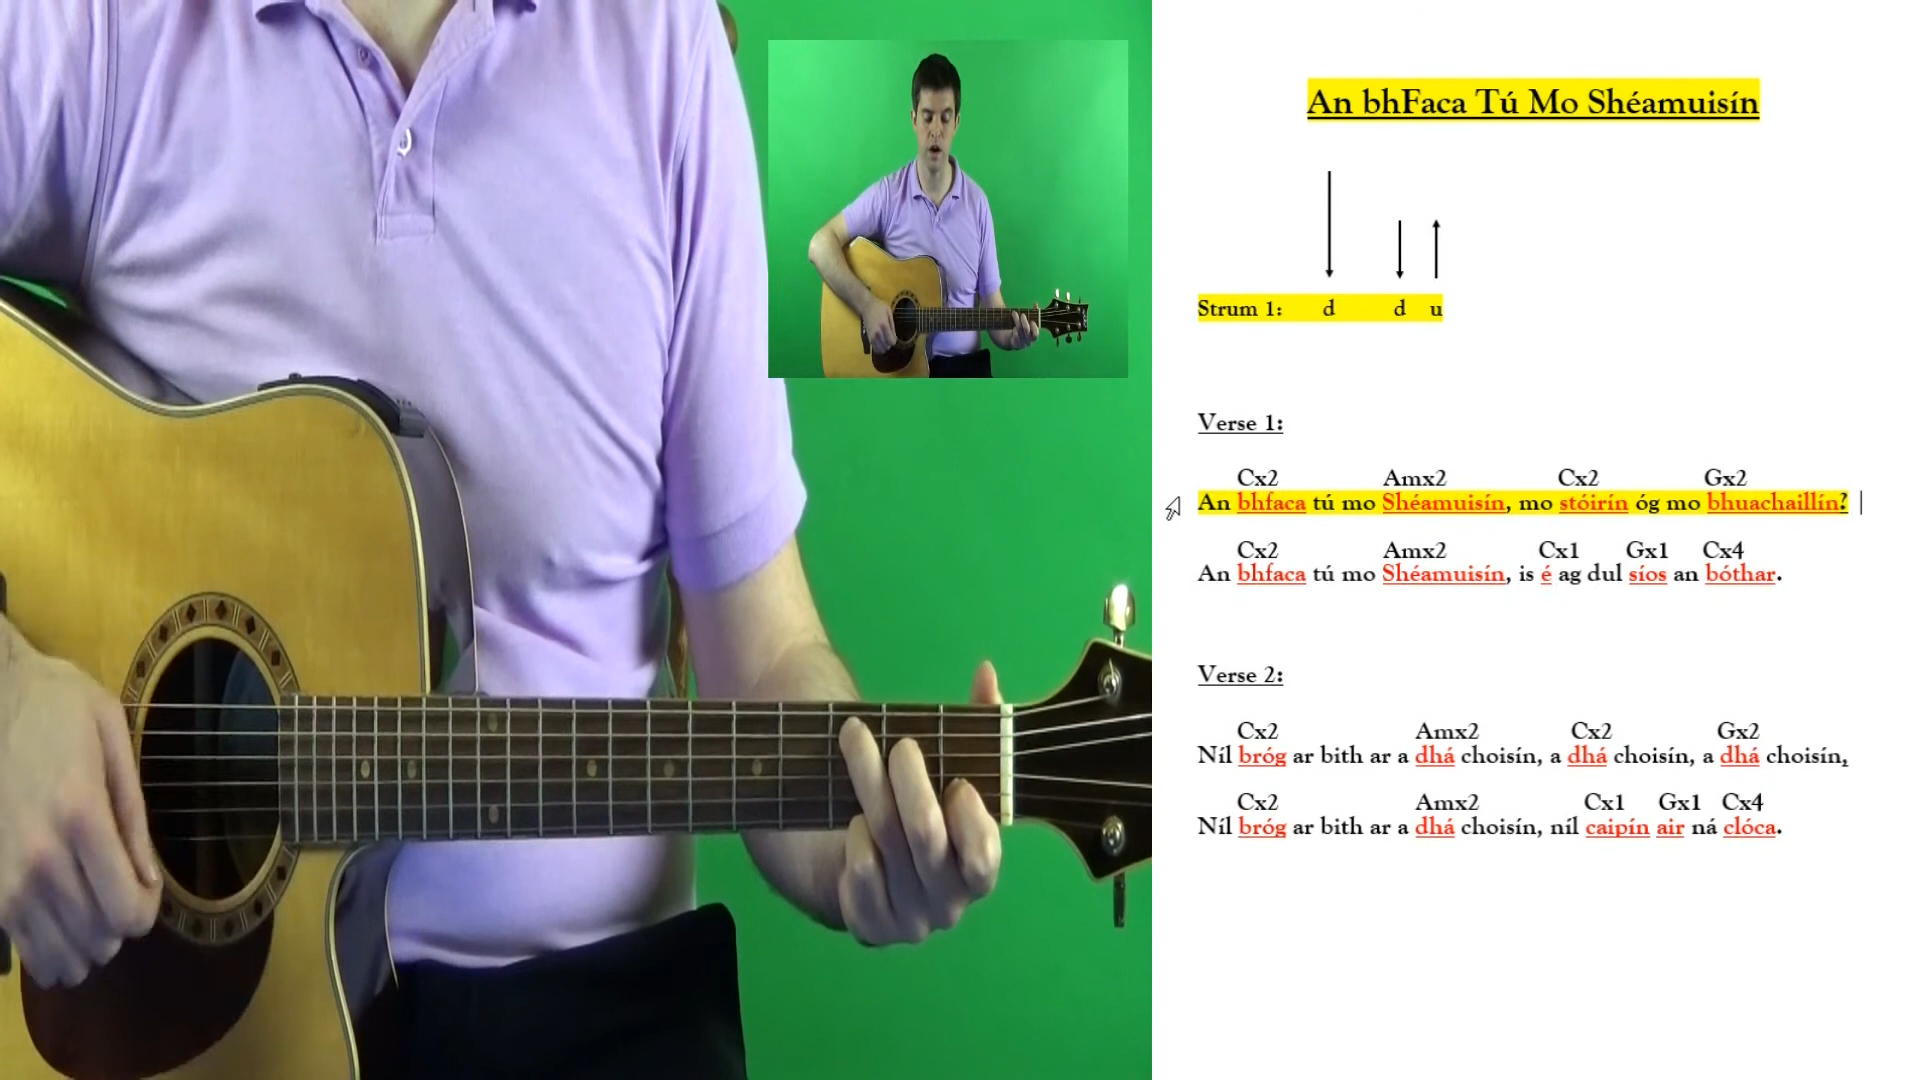 An bhFaca Tú Mo Shéamuisín
Strum 1: d d u
Verse 1:
Cx2 Amx2 Cx2 Gx2
An bhfaca tú mo Shéamuisín, mo stóirín óg mo bhuachaillín?
Cx2 Amx2 Cx1 Gx1 Cx4
An bhfaca tú mo Shéamuisín, is é ag dul síos an bóthar.
Verse 2:
Cx2 Amx2 Cx2 Gx2
Níl bróg ar bith ar a dhá choisín, a dhá choisín, a dhá choisín,
Cx2 Amx2 Cx1 Gx1 Cx4
Níl bróg ar bith ar a dhá choisín, níl caipín air ná clóca.